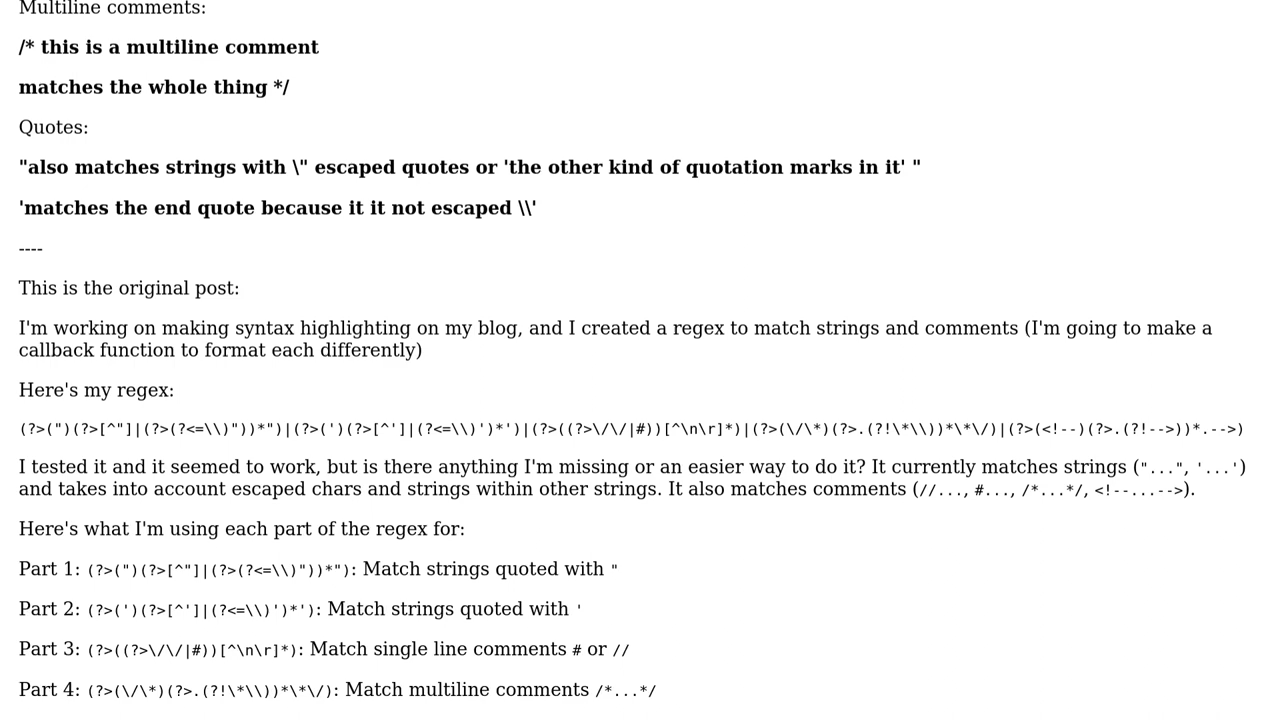 Multiline comments:
/* this is a multiline comment
matches the whole thing */
Quotes:
"also matches strings with \" escaped quotes or 'the other kind of quotation marks in it' "
'matches the end quote because it it not escaped \\'
----
This is the original post:
I'm working on making syntax highlighting on my blog, and I created a regex to match strings and comments (I'm going to make a
callback function to format each differently)
Here's my regex:
(?>(")(?>[^"]|(?>(?<=\\)"))*")|(?>(')(?>[^']|(?<=\\)')*')|(?>((?>\/\/|#))[^\n\r]*)|(?>(\/\*)(?>.(?!\*\\))*\*\/)|(?>(<!--)(?>.(?!-->))*.-->)
I tested it and it seemed to work, but is there anything I'm missing or an easier way to do it? It currently matches strings ("...", '...')
and takes into account escaped chars and strings within other strings. It also matches comments (//..., #..., /*...*/, <!--...-->).
Here's what I'm using each part of the regex for:
Part 1: (?>(")(?>[^"]|(?>(?<=\\)"))*"): Match strings quoted with "
Part 2: (?>(')(?>[^']|(?<=\\)')*'): Match strings quoted with '
Part 3: (?>((?>\/\/|#))[^\n\r]*): Match single line comments # or //
Part 4: (?>(\/\*)(?>.(?!\*\\))*\*\/): Match multiline comments /*...*/